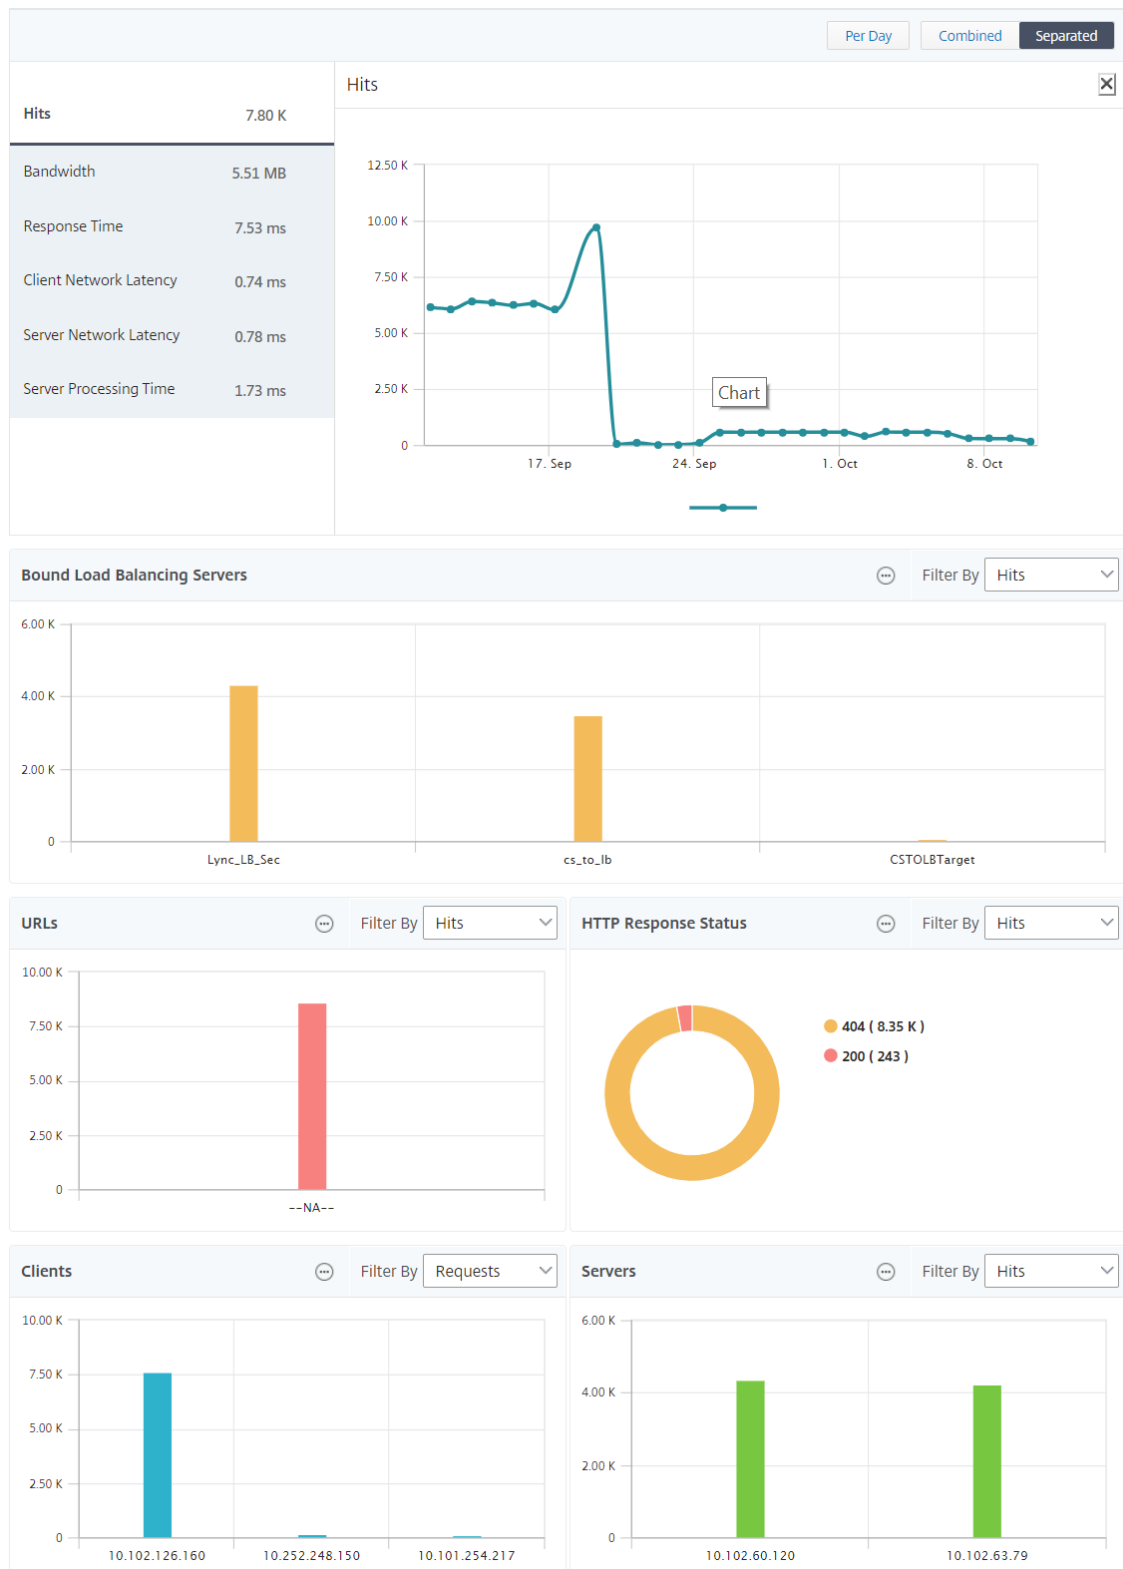 Per Day Combined Separated
Hits 7.80 K
Bandwidth 5.51 MB
Response Time 7.53 ms
Client Network Latency 0.74 ms
Server Network Latency 0.78 ms
Server Processing Time 1.73 ms
Hits
12.50 K
10.00 K
7.50 K
5.00 K
2.50 K
0
Chart
17. Sep 24. Sep 1. Oct 8. Oct
Bound Load Balancing Servers Filter By Hits
6.00 K
4.00 K
2.00 K
0
Lync_LB_Sec cs_to_lb CSTOLBTarget
URLs Filter By Hits
10.00 K
7.50 K
5.00 K
2.50 K
0
--NA--
HTTP Response Status Filter By Hits
404 ( 8.35 K )
200 ( 243 )
Clients Filter By Requests
10.00 K
7.50 K
5.00 K
2.50 K
0
10.102.126.160 10.252.248.150 10.101.254.217
Servers Filter By Hits
6.00 K
4.00 K
2.00 K
0
10.102.60.120 10.102.63.79